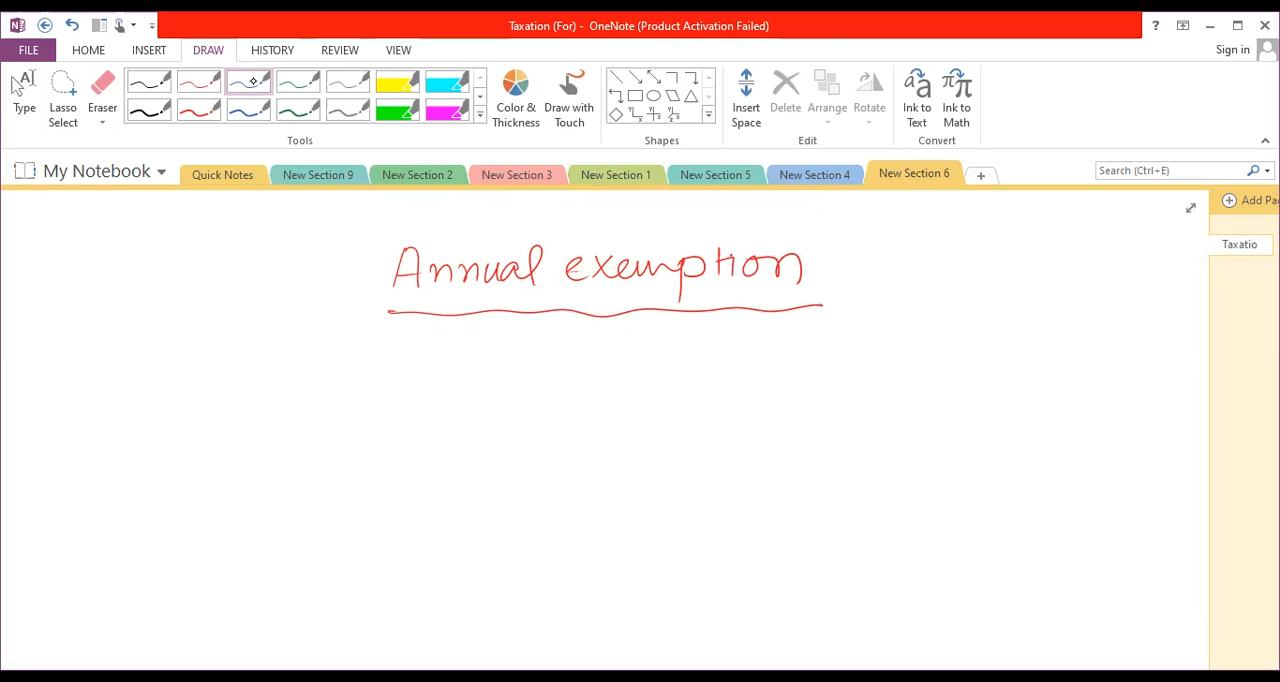 Taxation (For) - OneNote (Product Activation Failed)
?
FILE HOME INSERT DRAW HISTORY REVIEW VIEW
Sign in
Type
Lasso Select
Eraser
Color & Thickness
Draw with Touch
Insert Space
Delete
Arrange
Rotate
Ink to Text
Ink to Math
Tools
Shapes
Edit
Convert
My Notebook
Quick Notes
New Section 9
New Section 2
New Section 3
New Section 1
New Section 5
New Section 4
New Section 6
Search (Ctrl+E)
Add Pa
Taxatio
Annual exemption